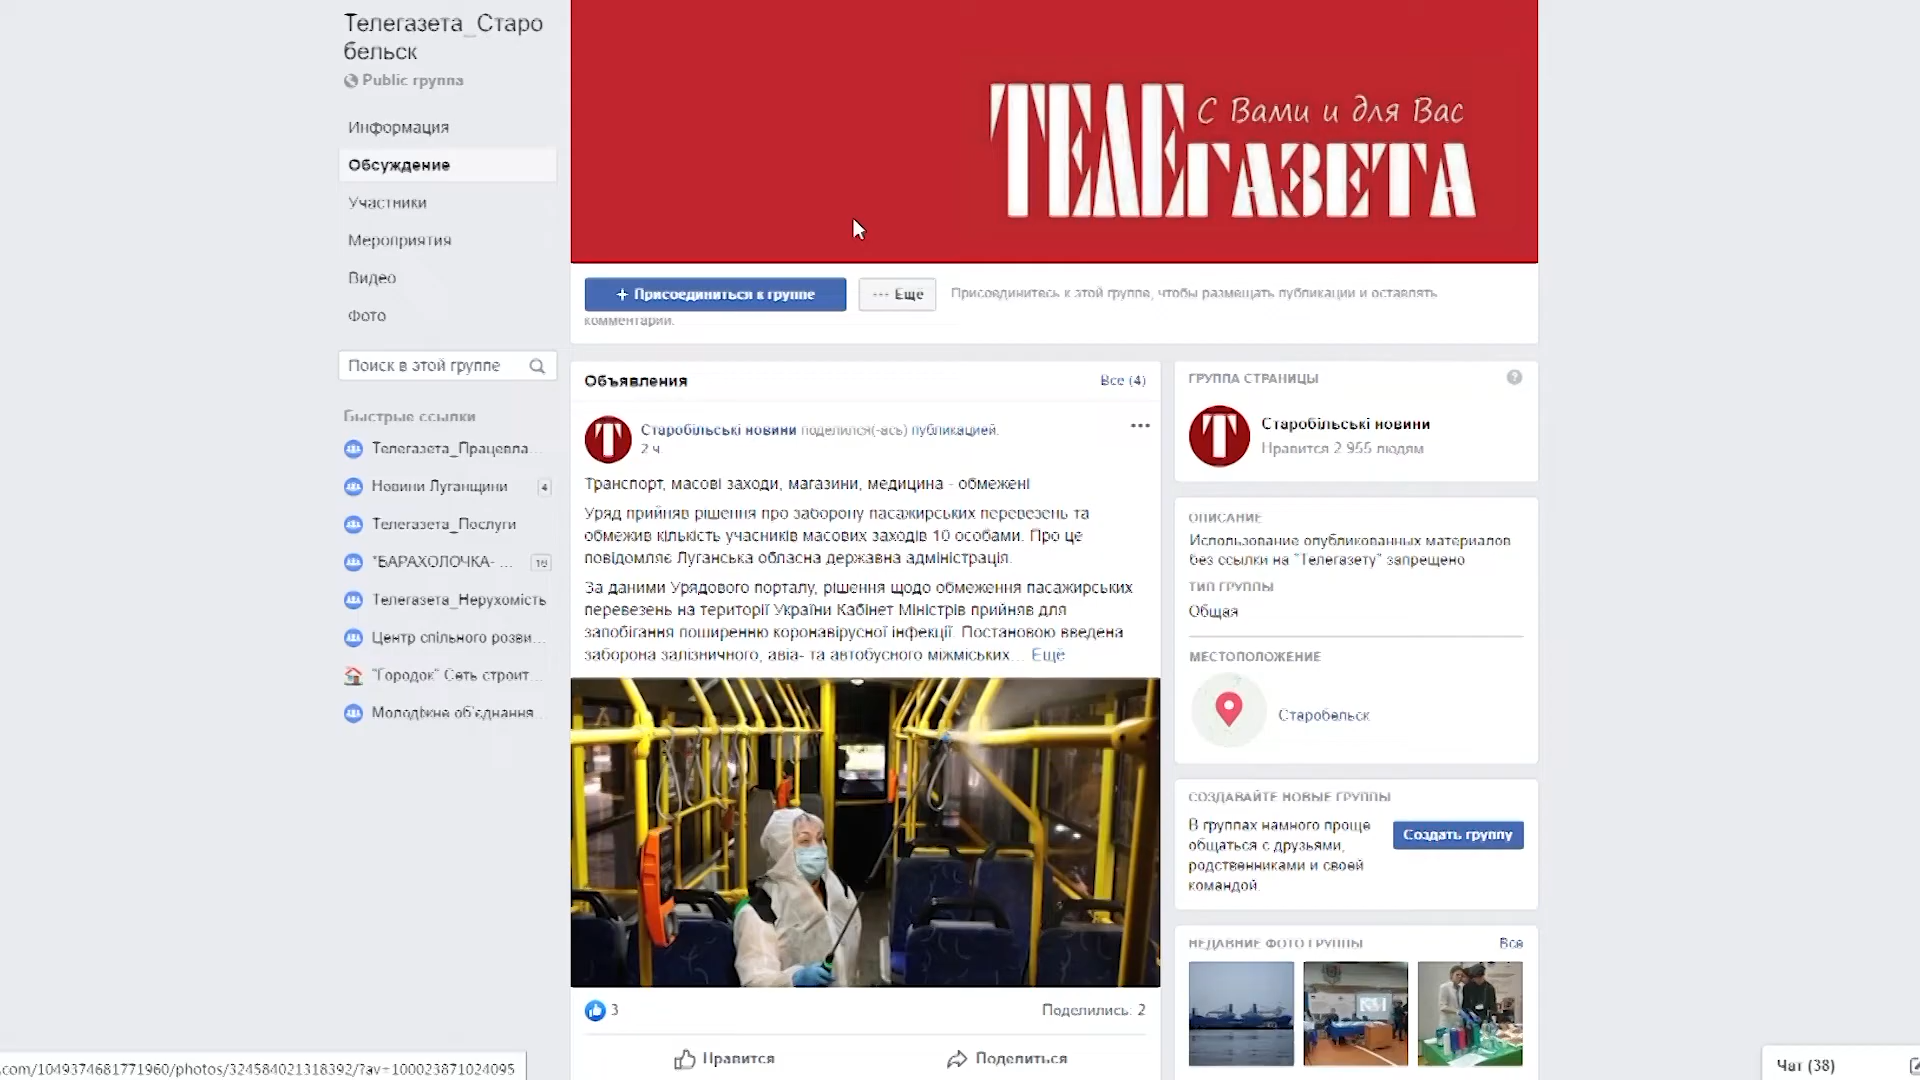 Телегазета_Старо
бельск
Public группа
Информация
Обсуждение
Участники
Мероприятия
Видео
Фото
Поиск в этой группе
Быстрые ссылки
Телегазета_Працевла...
Новини Луганщини 4
Телегазета_Послуги
"БАРАХОЛОЧКА- ...
Телегазета_Нерухомість
Центр спільного розви...
"Городок" Сеть строит...
Молодіжне об'єднання...
ТЕЛЕГАЗЕТА
С Вами и для Вас
+ Присоединиться к группе
··· Ещё
Присоединитесь к этой группе, чтобы размещать публикации и оставлять
комментарии.
Объявления
Все (4)
Старобільські новини поделился(-ась) публикацией.
2 ч
Транспорт, масові заходи, магазини, медицина - обмежені
Уряд прийняв рішення про заборону пасажирських перевезень та
обмежив кількість учасників масових заходів 10 особами. Про це
повідомляє Луганська обласна державна адміністрація.
За даними Урядового порталу, рішення щодо обмеження пасажирських
перевезень на території України Кабінет Міністрів прийняв для
запобігання поширенню коронавірусної інфекції. Постановою введена
заборона залізничного, авіа- та автобусного міжміських... Ещё
3
Поделились: 2
Нравится
Поделиться
ГРУППА СТРАНИЦЫ
Старобільські новини
Нравится 2 955 людям
ОПИСАНИЕ
Использование опубликованных материалов
без ссылки на "Телегазету" запрещено
ТИП ГРУППЫ
Общая
МЕСТОПОЛОЖЕНИЕ
Старобельск
СОЗДАВАЙТЕ НОВЫЕ ГРУППЫ
В группах намного проще
общаться с друзьями,
родственниками и своей
командой.
Создать группу
НЕДАВНИЕ ФОТО ГРУППЫ
Все
.com/1049374681771960/photos/324584021318392/?av=100023871024095
Чат (38)